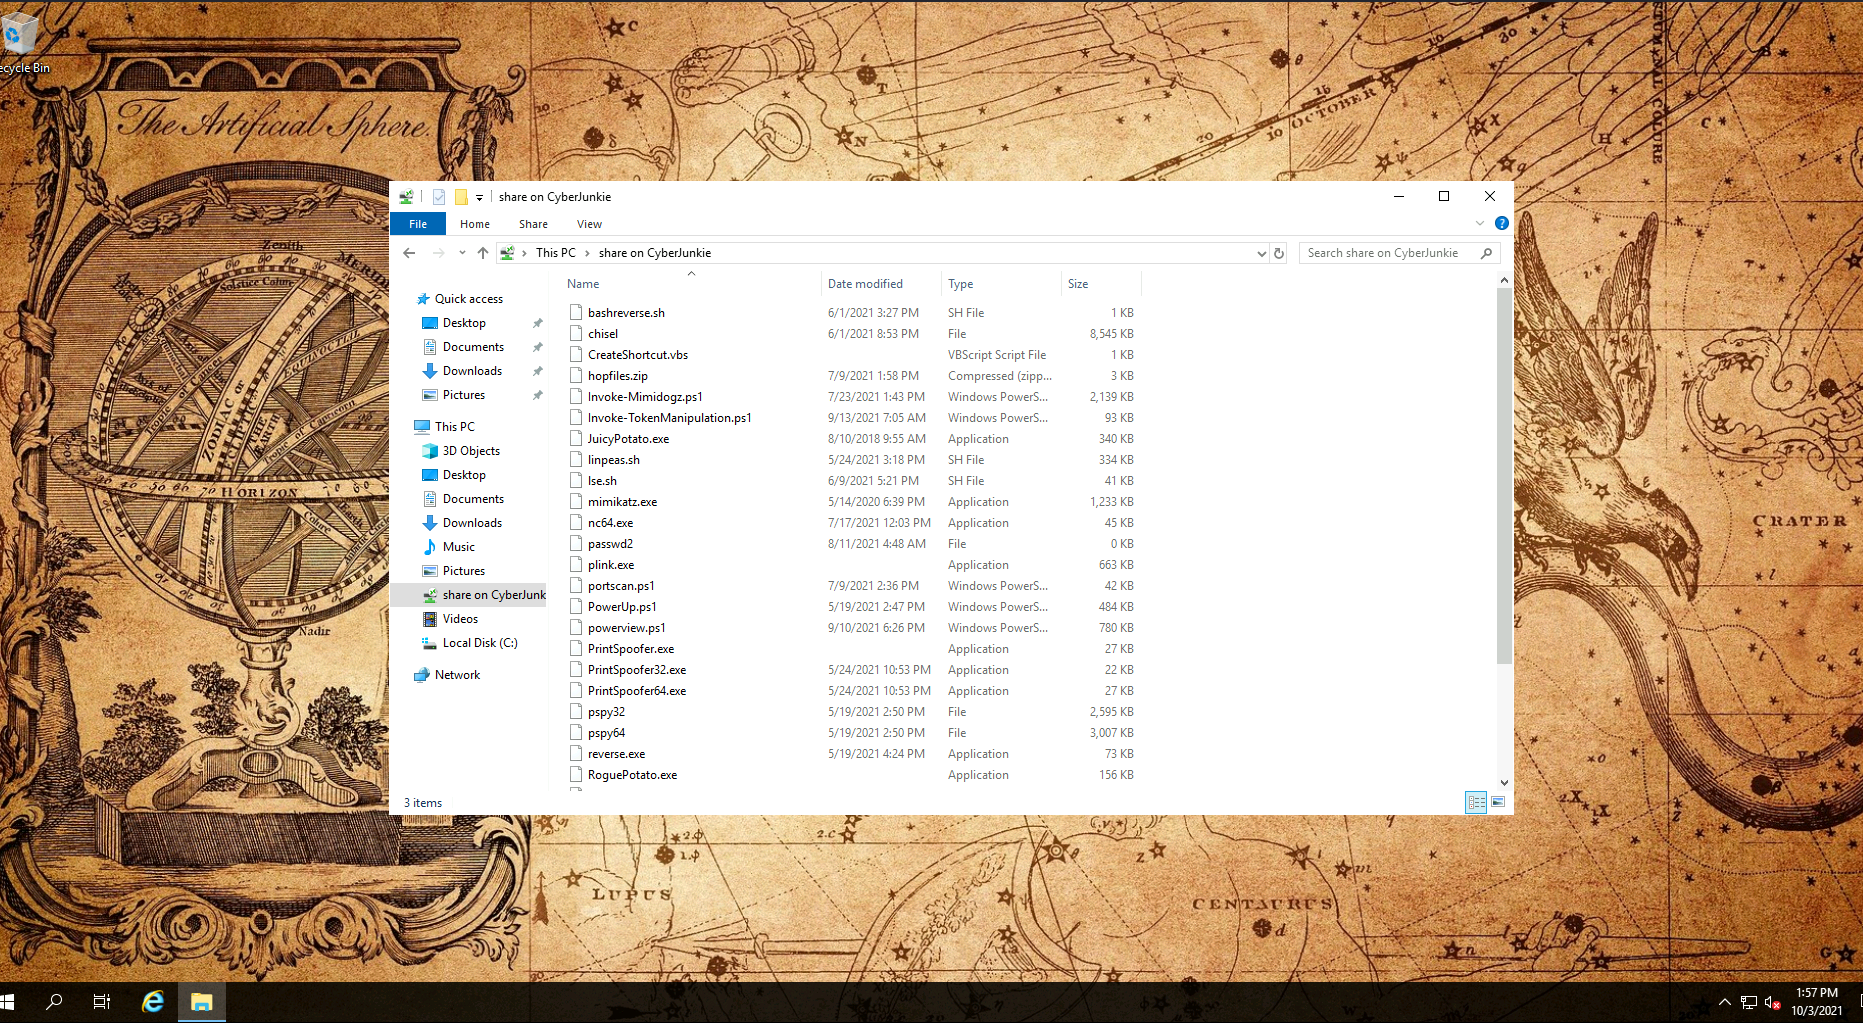 ecycle Bin
The Artificial Sphere.
Zenith
MERID
Solstice Colure
EQUINOCTIAL
ZODIAC or
HORIZON
Nadir
OCTOBER
CRATER
LUPUS
CENTAURUS
share on CyberJunkie
File
Home
Share
View
This PC
share on CyberJunkie
Search share on CyberJunkie
Quick access
Desktop
Documents
Downloads
Pictures
This PC
3D Objects
Desktop
Documents
Downloads
Music
Pictures
share on CyberJunk
Videos
Local Disk (C:)
Network
Name Date modified Type Size
bashreverse.sh 6/1/2021 3:27 PM SH File 1 KB
chisel 6/1/2021 8:53 PM File 8,545 KB
CreateShortcut.vbs VBScript Script File 1 KB
hopfiles.zip 7/9/2021 1:58 PM Compressed (zipp... 3 KB
Invoke-Mimidogz.ps1 7/23/2021 1:43 PM Windows PowerS... 2,139 KB
Invoke-TokenManipulation.ps1 9/13/2021 7:05 AM Windows PowerS... 93 KB
JuicyPotato.exe 8/10/2018 9:55 AM Application 340 KB
linpeas.sh 5/24/2021 3:18 PM SH File 334 KB
lse.sh 6/9/2021 5:21 PM SH File 41 KB
mimikatz.exe 5/14/2020 6:39 PM Application 1,233 KB
nc64.exe 7/17/2021 12:03 PM Application 45 KB
passwd2 8/11/2021 4:48 AM File 0 KB
plink.exe Application 663 KB
portscan.ps1 7/9/2021 2:36 PM Windows PowerS... 42 KB
PowerUp.ps1 5/19/2021 2:47 PM Windows PowerS... 484 KB
powerview.ps1 9/10/2021 6:26 PM Windows PowerS... 780 KB
PrintSpoofer.exe Application 27 KB
PrintSpoofer32.exe 5/24/2021 10:53 PM Application 22 KB
PrintSpoofer64.exe 5/24/2021 10:53 PM Application 27 KB
pspy32 5/19/2021 2:50 PM File 2,595 KB
pspy64 5/19/2021 2:50 PM File 3,007 KB
reverse.exe 5/19/2021 4:24 PM Application 73 KB
RoguePotato.exe Application 156 KB
3 items
1:57 PM
10/3/2021